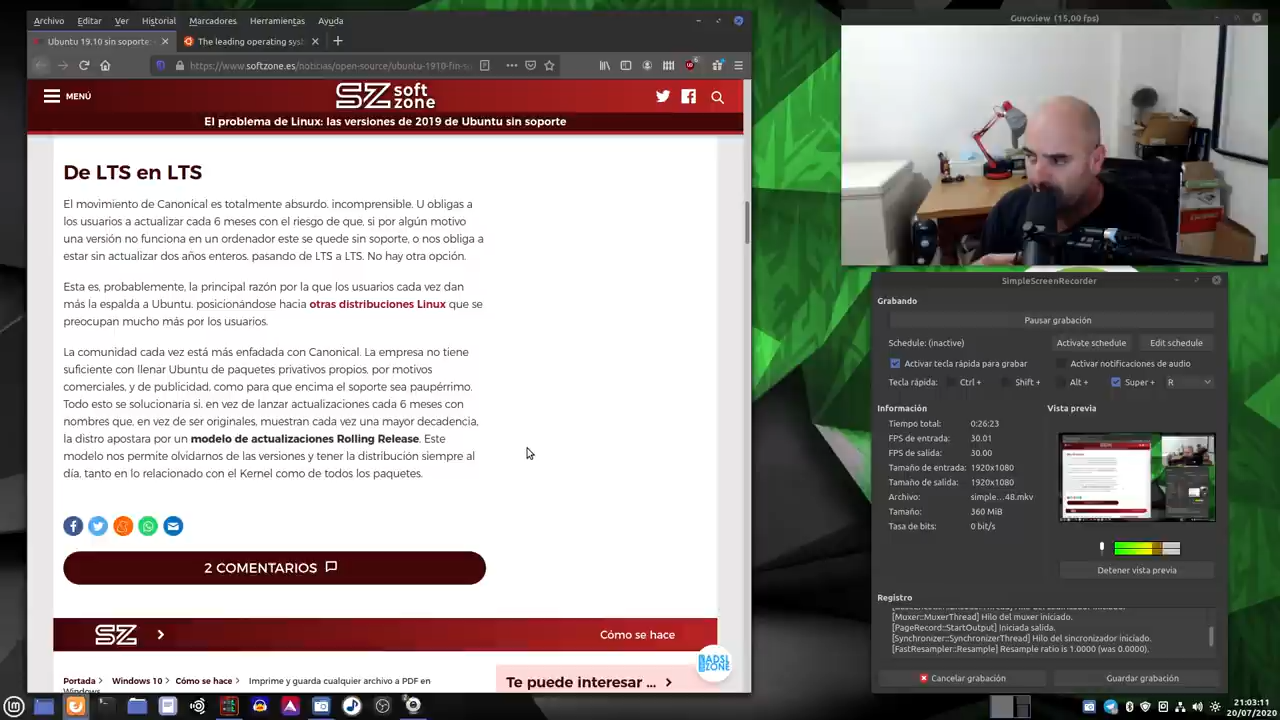 Archivo Editar Ver Historial Marcadores Herramientas Ayuda
Ubuntu 19.10 sin soporte:
The leading operating sys
https://www.softzone.es/noticias/open-source/ubuntu-1910-fin-s
MENÚ
SZ soft zone
El problema de Linux: las versiones de 2019 de Ubuntu sin soporte
De LTS en LTS
El movimiento de Canonical es totalmente absurdo, incomprensible. U obligas a
los usuarios a actualizar cada 6 meses con el riesgo de que, si por algún motivo
una versión no funciona en un ordenador este se quede sin soporte, o nos obliga a
estar sin actualizar dos años enteros, pasando de LTS a LTS. No hay otra opción.
Esta es, probablemente, la principal razón por la que los usuarios cada vez dan
más la espalda a Ubuntu, posicionándose hacia otras distribuciones Linux que se
preocupan mucho más por los usuarios.
La comunidad cada vez está más enfadada con Canonical. La empresa no tiene
suficiente con llenar Ubuntu de paquetes privativos propios, por motivos
comerciales, y de publicidad, como para que encima el soporte sea paupérrimo.
Todo esto se solucionaría si, en vez de lanzar actualizaciones cada 6 meses con
nombres que, en vez de ser originales, muestran cada vez una mayor decadencia,
la distro apostara por un modelo de actualizaciones Rolling Release. Este
modelo nos permite olvidarnos de las versiones y tener la distribución siempre al
día, tanto en lo relacionado con el Kernel como de todos los paquetes.
2 COMENTARIOS
SZ
Cómo se hace
Portada Windows 10 Cómo se hace Imprime y guarda cualquier archivo a PDF en
Windows
Te puede interesar ...
ADSL ZONE
Guvcview (15,00 fps)
SimpleScreenRecorder
Grabando
Pausar grabación
Schedule: (inactive)
Activate schedule
Edit schedule
Activar tecla rápida para grabar
Activar notificaciones de audio
Tecla rápida: Ctrl + Shift + Alt + Super + R
Información
Vista previa
Tiempo total: 0:26:23
FPS de entrada: 30.01
FPS de salida: 30.00
Tamaño de entrada: 1920x1080
Tamaño de salida: 1920x1080
Archivo: simple...48.mkv
Tamaño: 360 MiB
Tasa de bits: 0 bit/s
Detener vista previa
Registro
[Muxer::MuxerThread] Hilo del muxer iniciado.
[PageRecord::StartOutput] Iniciada salida.
[Synchronizer::SynchronizerThread] Hilo del sincronizador iniciado.
[FastResampler::Resample] Resample ratio is 1.0000 (was 0.0000).
Cancelar grabación
Guardar grabación
21:03:11
20/07/2020